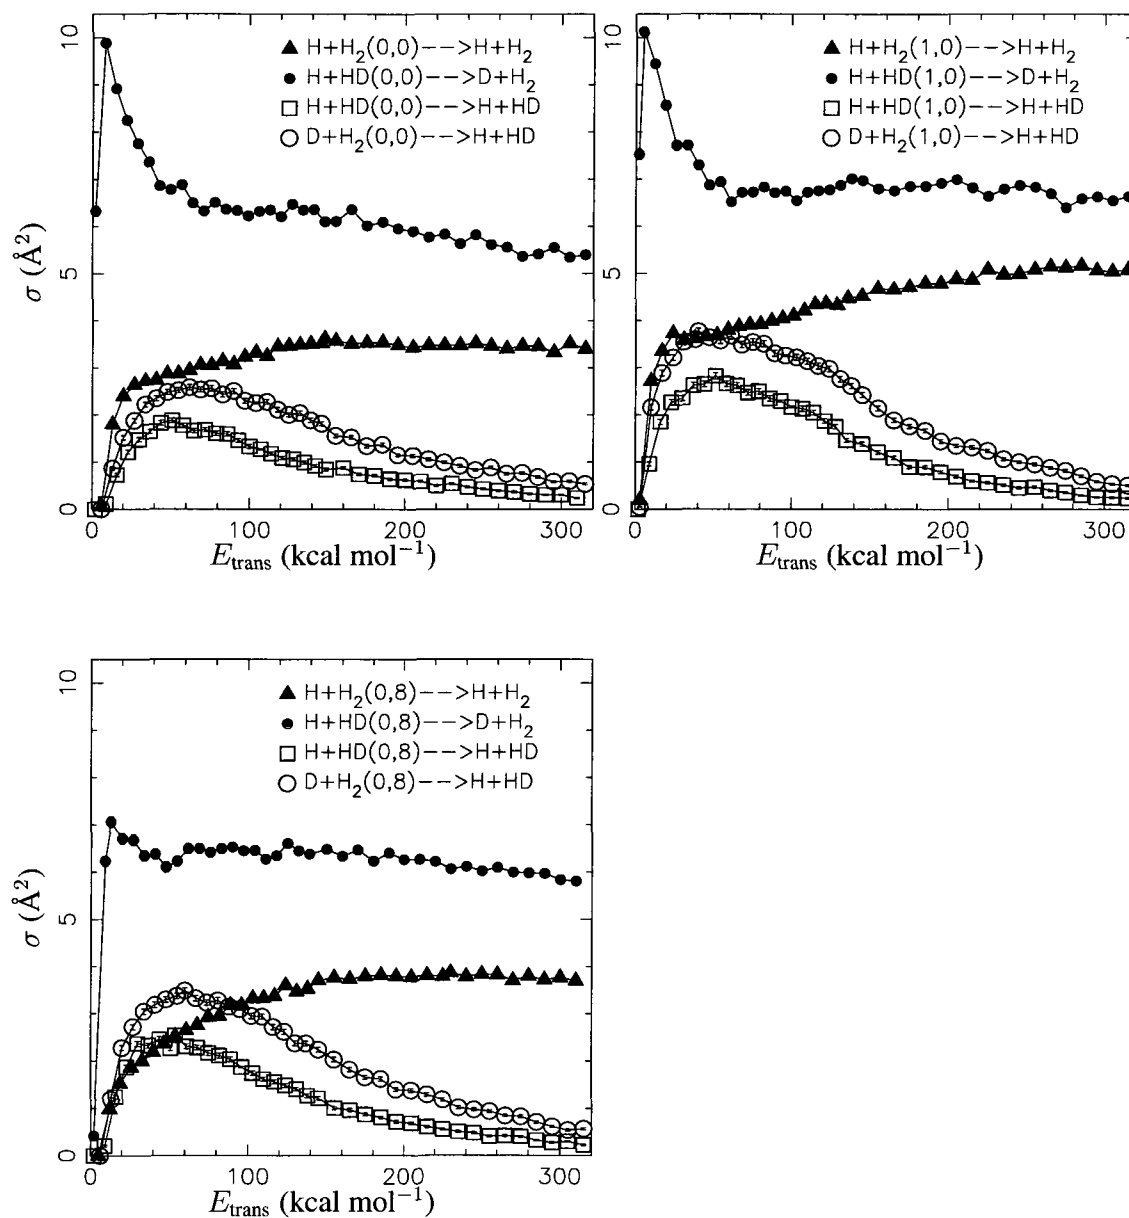 10
5
0
σ (Å²)
▲ H+H₂(0,0)−−−>H+H₂
● H+HD(0,0)−−−>D+H₂
□ H+HD(0,0)−−−>H+HD
○ D+H₂(0,0)−−−>H+HD
0 100 200 300
E_trans (kcal mol⁻¹)
10
5
0
▲ H+H₂(1,0)−−−>H+H₂
● H+HD(1,0)−−−>D+H₂
□ H+HD(1,0)−−−>H+HD
○ D+H₂(1,0)−−−>H+HD
0 100 200 300
E_trans (kcal mol⁻¹)
10
5
0
σ (Å²)
▲ H+H₂(0,8)−−−>H+H₂
● H+HD(0,8)−−−>D+H₂
□ H+HD(0,8)−−−>H+HD
○ D+H₂(0,8)−−−>H+HD
0 100 200 300
E_trans (kcal mol⁻¹)